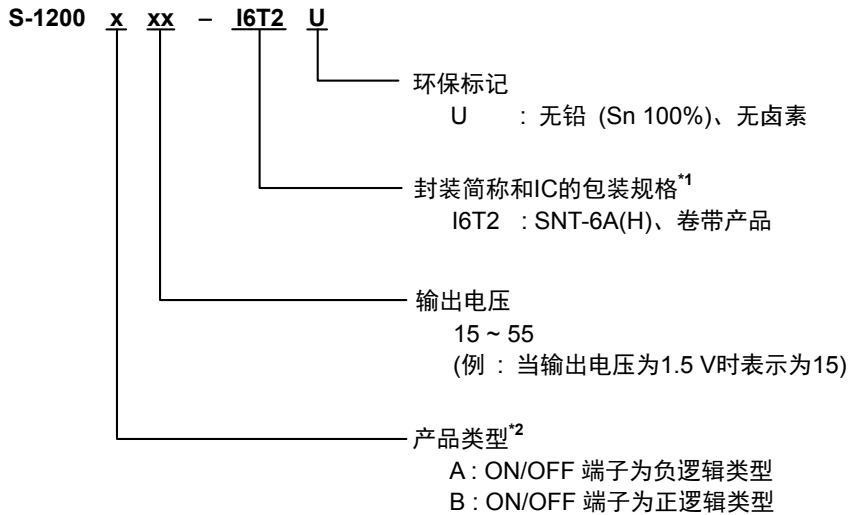 S-1200 x xx – I6T2 U
环保标记
U : 无铅 (Sn 100%)、无卤素
封装简称和IC的包装规格*1
I6T2 : SNT-6A(H)、卷带产品
输出电压
15 ~ 55
(例 : 当输出电压为1.5 V时表示为15)
产品类型*2
A : ON/OFF 端子为负逻辑类型
B : ON/OFF 端子为正逻辑类型